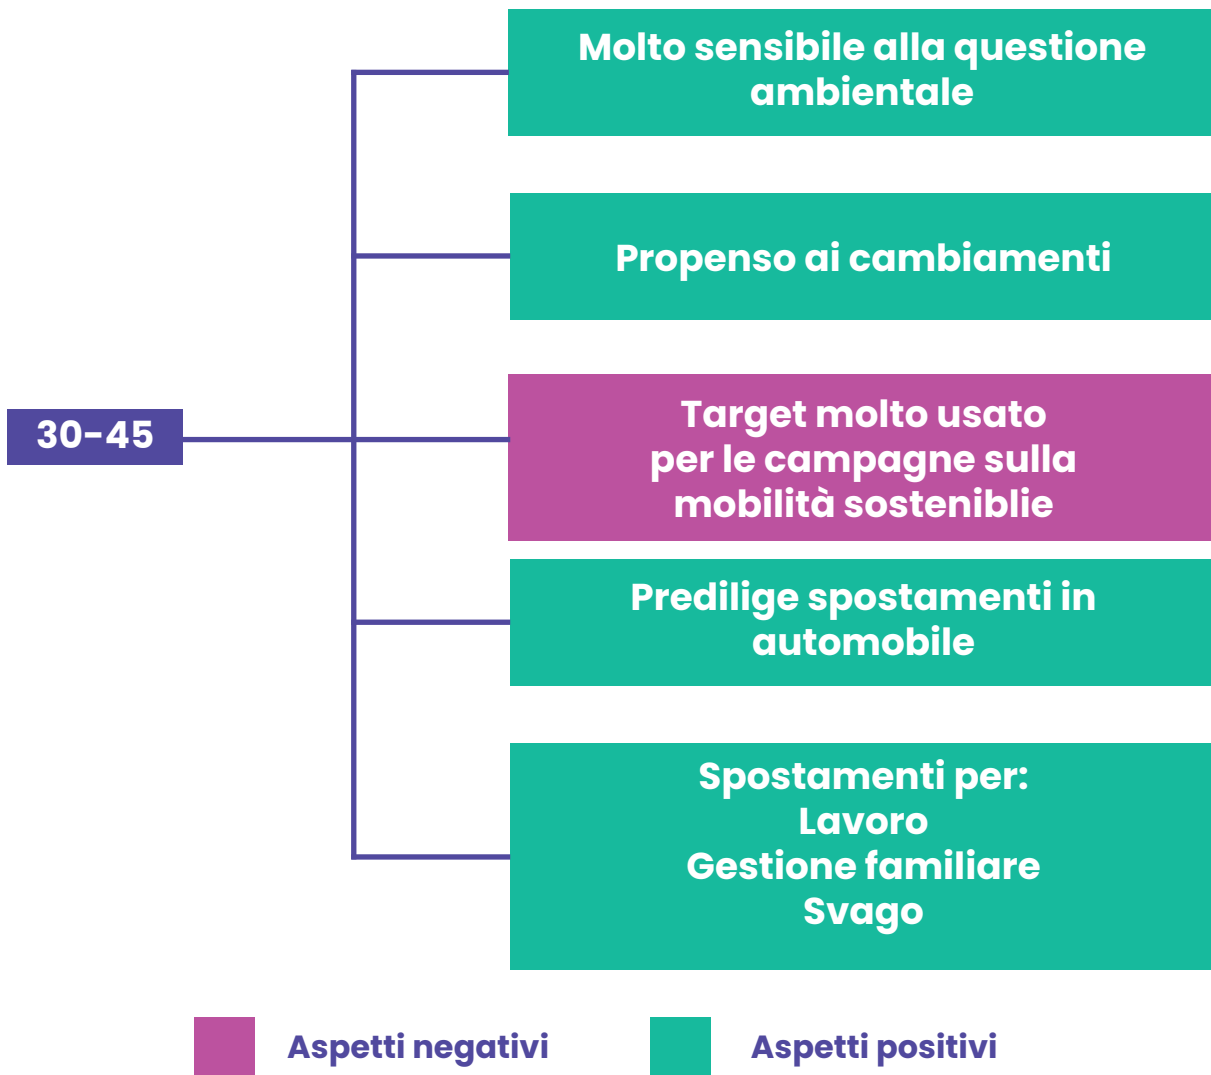 Molto sensibile alla questione
ambientale
Propenso ai cambiamenti
30-45
Target molto usato
per le campagne sulla
mobilità sosteniblie
Predilige spostamenti in
automobile
Spostamenti per:
Lavoro
Gestione familiare
Svago
Aspetti negativi
Aspetti positivi